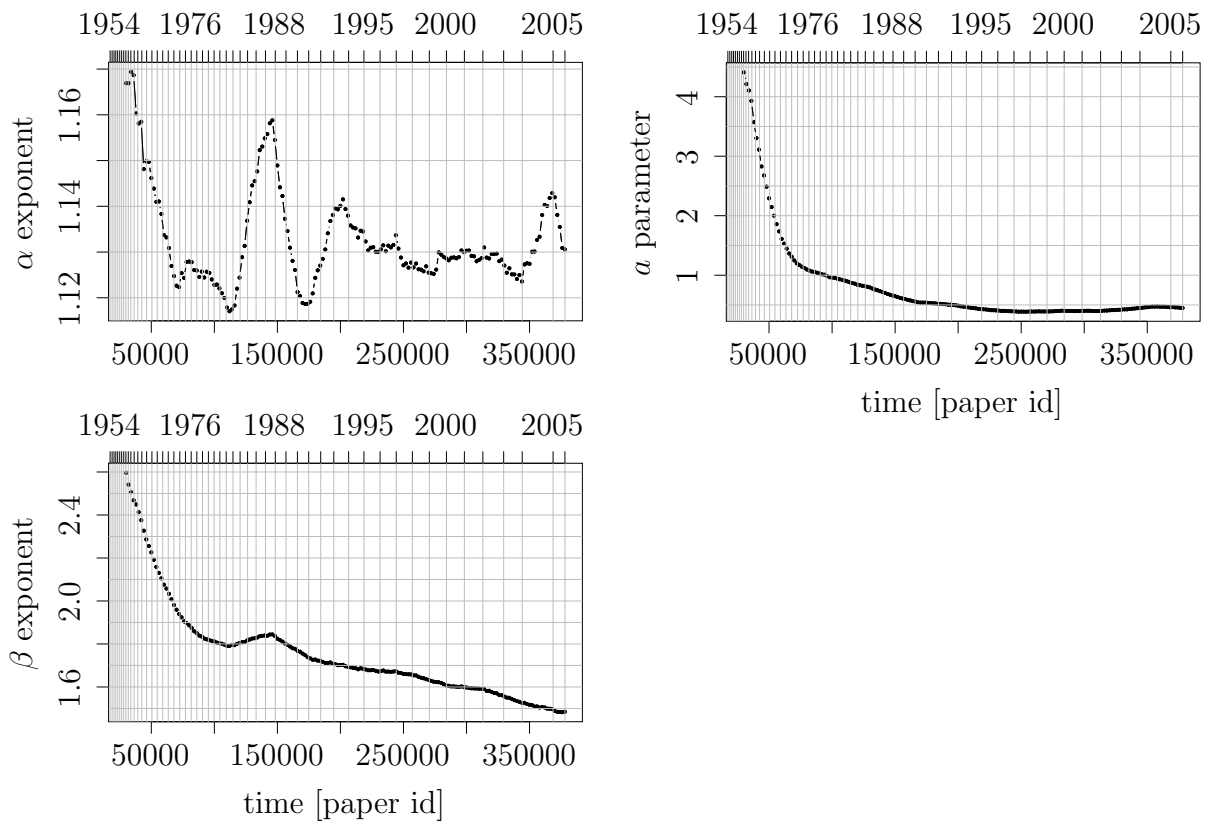 1954 1976 1988 1995 2000 2005
α exponent
1.16
1.14
1.12
50000 150000 250000 350000
1954 1976 1988 1995 2000 2005
a parameter
4
3
2
1
50000 150000 250000 350000
time [paper id]
1954 1976 1988 1995 2000 2005
β exponent
2.4
2.0
1.6
50000 150000 250000 350000
time [paper id]